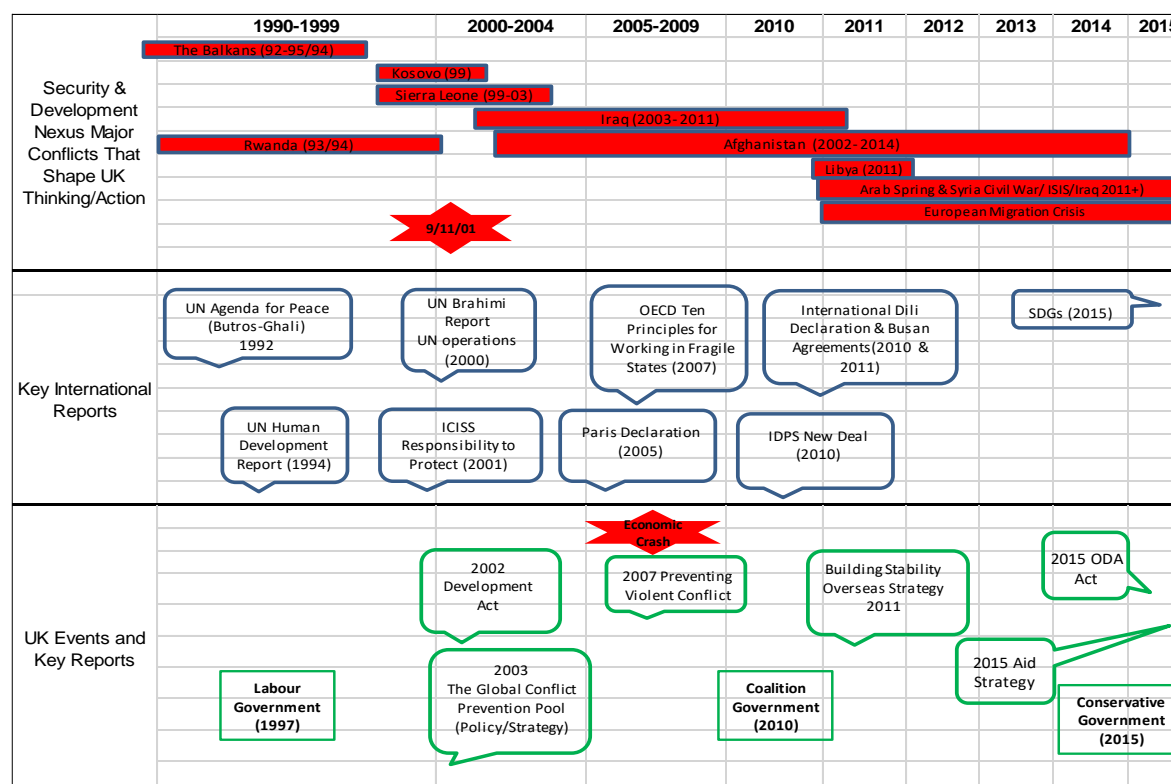 1990-1999 2000-2004 2005-2009 2010 2011 2012 2013 2014 2015
Security &
Development
Nexus Major
Conflicts That
Shape UK
Thinking/Action
The Balkans (92-95/94)
Kosovo (99)
Sierra Leone (99-03)
Iraq (2003-2011)
Rwanda (93/94)
Afghanistan (2002-2014)
Libya (2011)
Arab Spring & Syria Civil War/ ISIS/Iraq 2011+)
European Migration Crisis
9/11/01
Key International
Reports
UN Agenda for Peace
(Butros-Ghali)
1992
UN Brahimi
Report
UN operations
(2000)
OECD Ten
Principles for
Working in Fragile
States (2007)
International Dili
Declaration & Busan
Agreements(2010 &
2011)
SDGs (2015)
UN Human
Development
Report (1994)
ICISS
Responsibility to
Protect (2001)
Paris Declaration
(2005)
IDPS New Deal
(2010)
UK Events and
Key Reports
Economic
Crash
2002
Development
Act
2007 Preventing
Violent Conflict
Building Stability
Overseas Strategy
2011
2015 ODA
Act
2003
The Global Conflict
Prevention Pool
(Policy/Strategy)
2015 Aid
Strategy
Labour
Government
(1997)
Coalition
Government
(2010)
Conservative
Government
(2015)